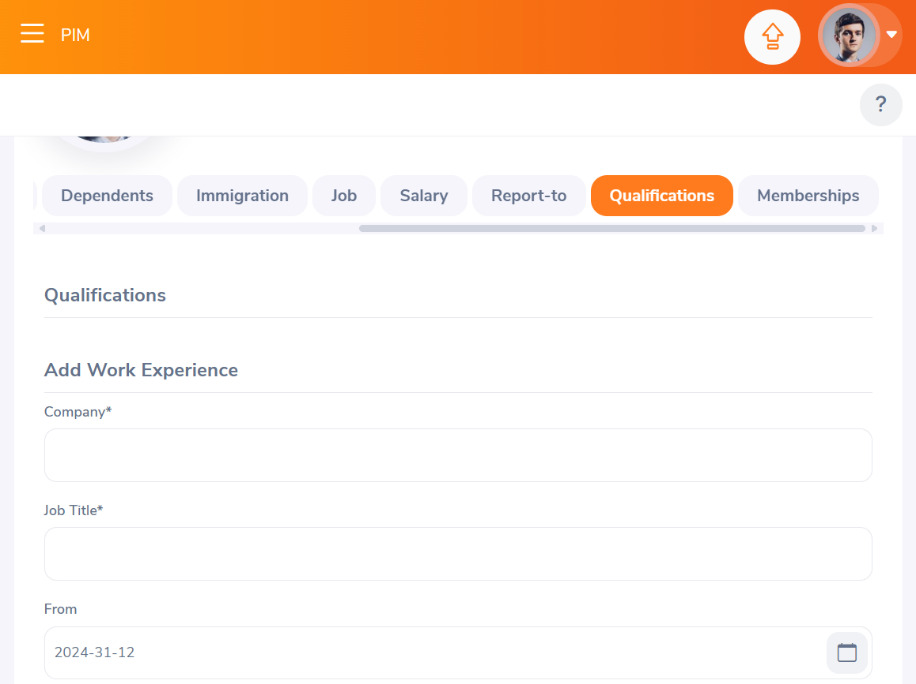 PIM
?
Dependents Immigration Job Salary Report-to Qualifications Memberships
Qualifications
Add Work Experience
Company*
Job Title*
From
2024-31-12